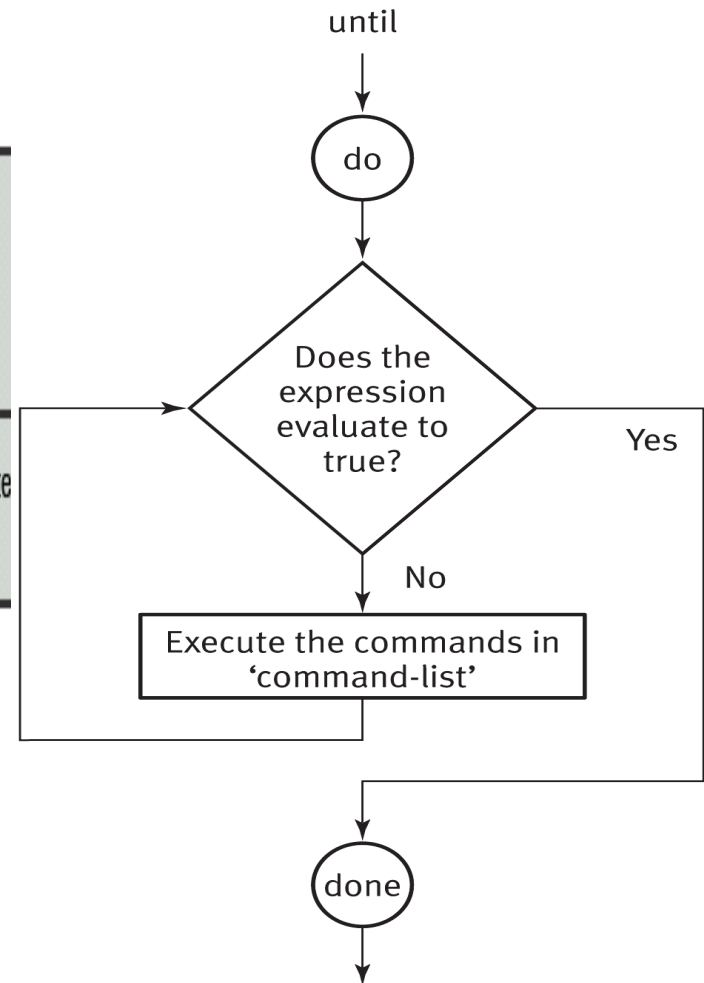 until
do
Does the
expression
evaluate to
true?
Yes
No
Execute the commands in
‘command-list’
done